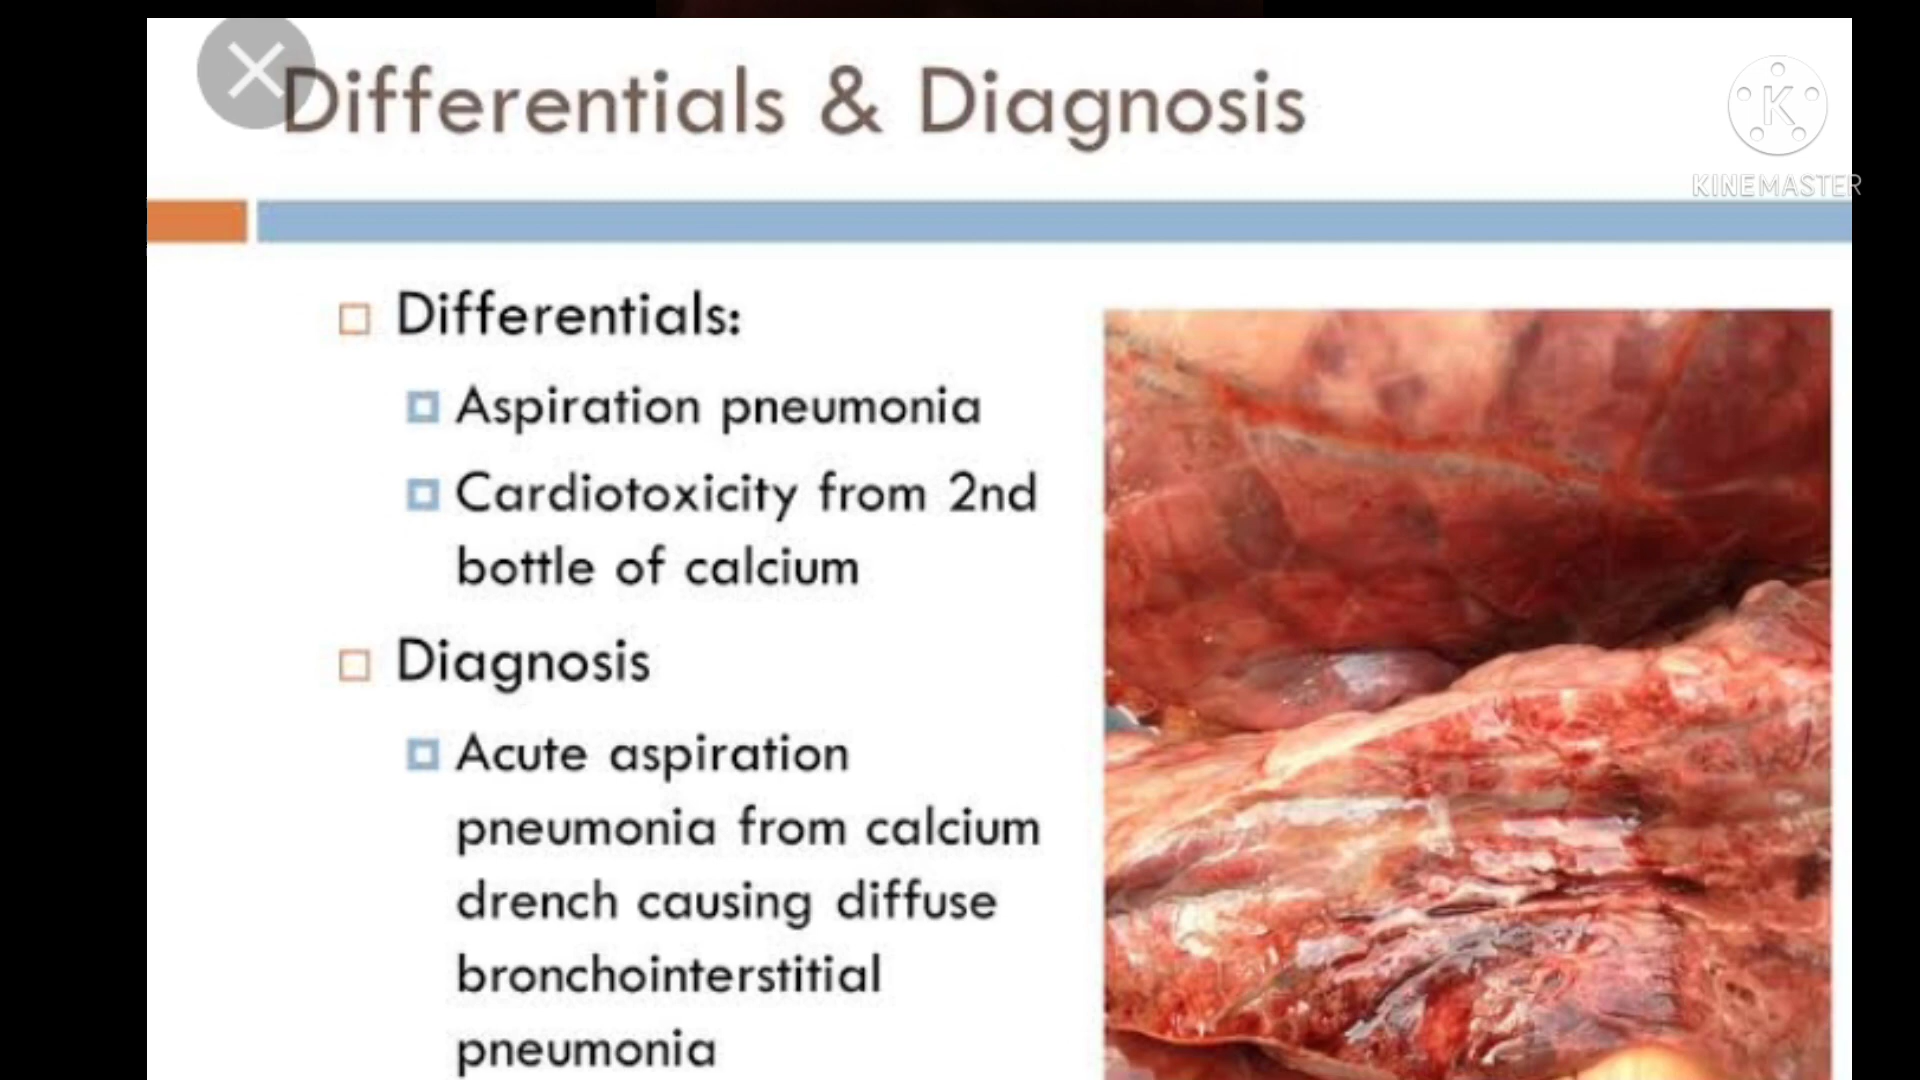 Differentials & Diagnosis
K
KINEMASTER
Differentials:
Aspiration pneumonia
Cardiotoxicity from 2nd
bottle of calcium
Diagnosis
Acute aspiration
pneumonia from calcium
drench causing diffuse
bronchointerstitial
pneumonia